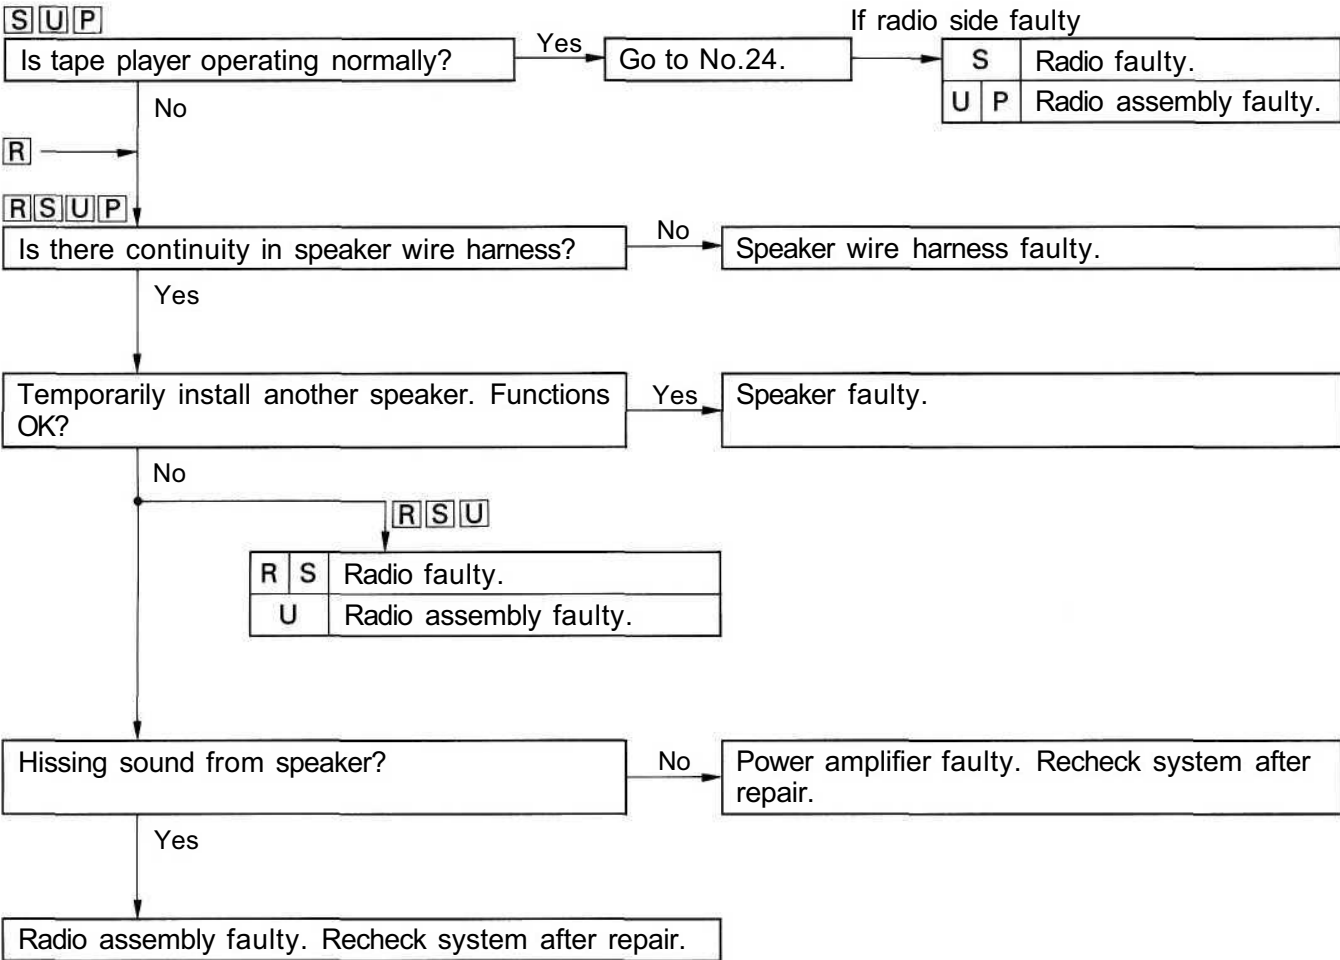 S U P
If radio side faulty
Is tape player operating normally?
Yes
Go to No.24.
S Radio faulty.
U P Radio assembly faulty.
No
R
R S U P
Is there continuity in speaker wire harness?
No
Speaker wire harness faulty.
Yes
Temporarily install another speaker. Functions
OK?
Yes
Speaker faulty.
No
R S U
R S Radio faulty.
U Radio assembly faulty.
Hissing sound from speaker?
No
Power amplifier faulty. Recheck system after
repair.
Yes
Radio assembly faulty. Recheck system after repair.